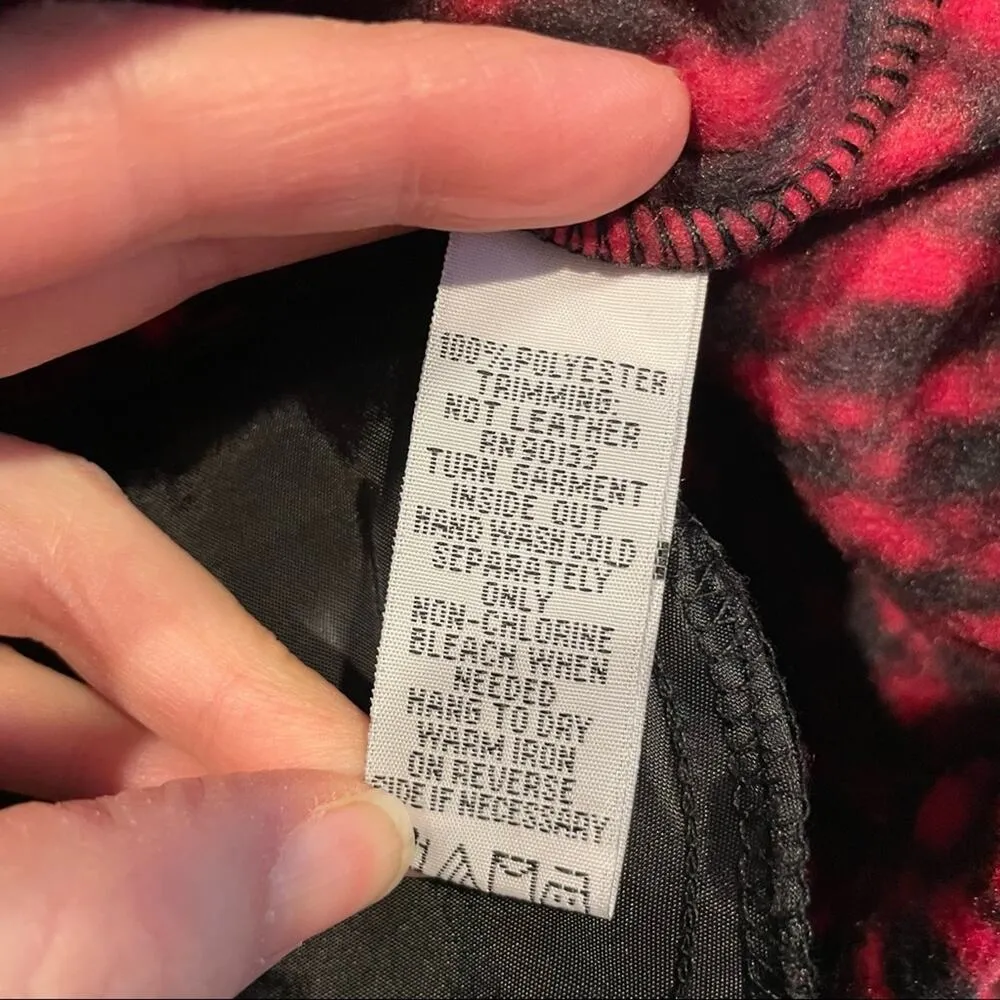 100% POLYESTER
TRIMMING:
NOT LEATHER
RN 90133
TURN GARMENT
INSIDE OUT
HAND WASH COLD
SEPARATELY
ONLY
NON-CHLORINE
BLEACH WHEN
NEEDED
HANG TO DRY
WARM IRON
ON REVERSE
SIDE IF NECESSARY